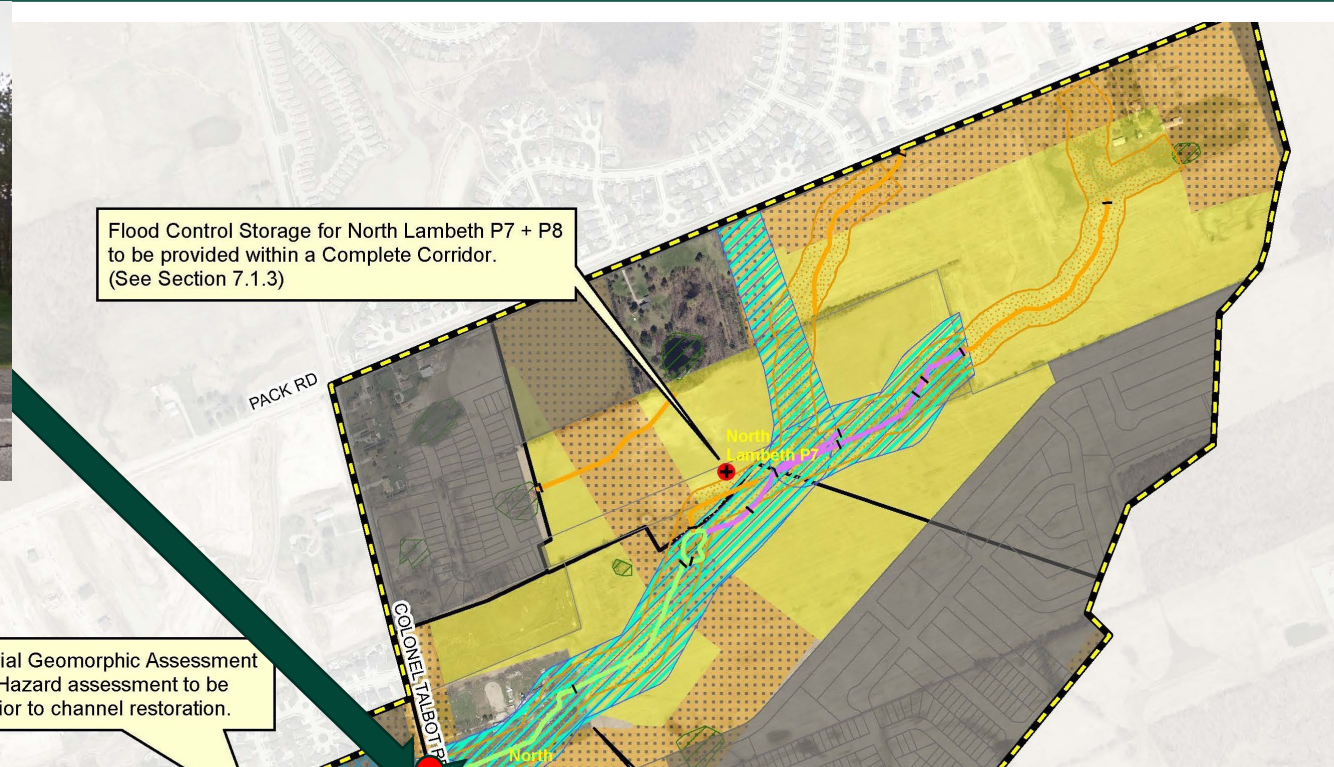 Flood Control Storage for North Lambeth P7 + P8
to be provided within a Complete Corridor.
(See Section 7.1.3)
PACK RD
North
Lambeth P7
COLONEL TALBOT
ial Geomorphic Assessment
Hazard assessment to be
ior to channel restoration.
North